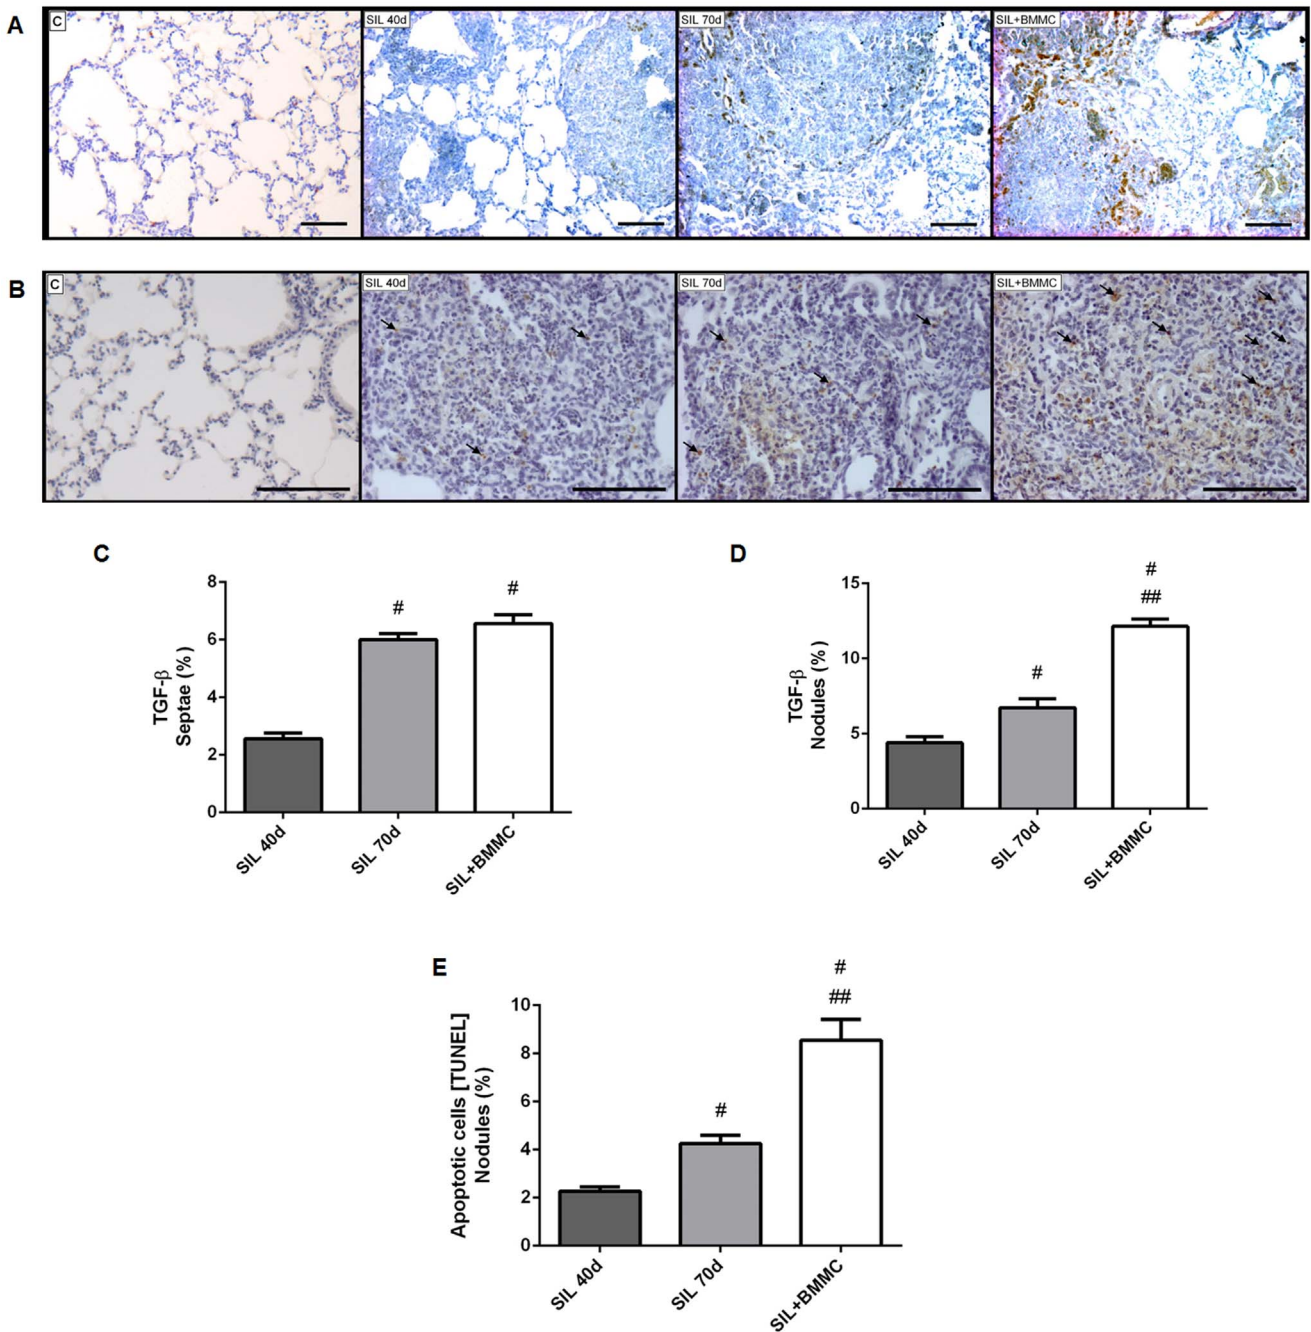 A
C
SIL 40d
SIL 70d
SIL+BMMC
B
C
SIL 40d
SIL 70d
SIL+BMMC
C
TGF-β
Septae (%)
8
6
4
2
0
#
#
SIL 40d
SIL 70d
SIL+BMMC
D
TGF-β
Nodules (%)
15
10
5
0
#
#
##
SIL 40d
SIL 70d
SIL+BMMC
E
Apoptotic cells [TUNEL]
Nodules (%)
10
8
6
4
2
0
#
#
##
SIL 40d
SIL 70d
SIL+BMMC